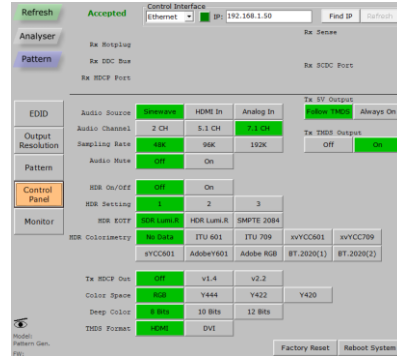 Refresh
Accepted
Control Interface
Ethernet
IP: 192.168.1.50
Find IP
Refresh
Analyser
Rx Hotplug
Rx Sense
Pattern
Rx DDC Bus
Rx SCDC Port
Rx HDCP Port
Tx 5V Output
EDID
Audio Source
Sinewave
HDMI In
Analog In
Follow TMDS
Always On
Output Resolution
Audio Channel
2 CH
5.1 CH
7.1 CH
Tx TMDS Output
Sampling Rate
48K
96K
192K
Off
On
Pattern
Audio Mute
Off
On
Control Panel
HDR On/Off
Off
On
HDR Setting
1
2
3
Monitor
HDR EOTF
SDR Lumi.R
HDR Lumi.R
SMPTE 2084
HDR Colorimetry
No Data
ITU 601
ITU 709
xvYCC601
xvYCC709
sYCC601
AdobeY601
Adobe RGB
BT.2020(1)
BT.2020(2)
Tx HDCP Out
Off
v1.4
v2.2
Color Space
RGB
Y444
Y422
Y420
Deep Color
8 Bits
10 Bits
12 Bits
TMDS Format
HDMI
DVI
Model:
Pattern Gen.
FW:
Factory Reset
Reboot System